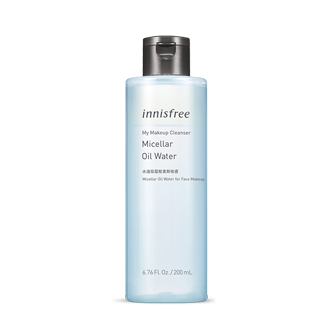 innisfree
My Makeup Cleanser
Micellar
Oil Water
Micellar Oil Water for Face Makeup
6.76 Fl. Oz / 200 mL